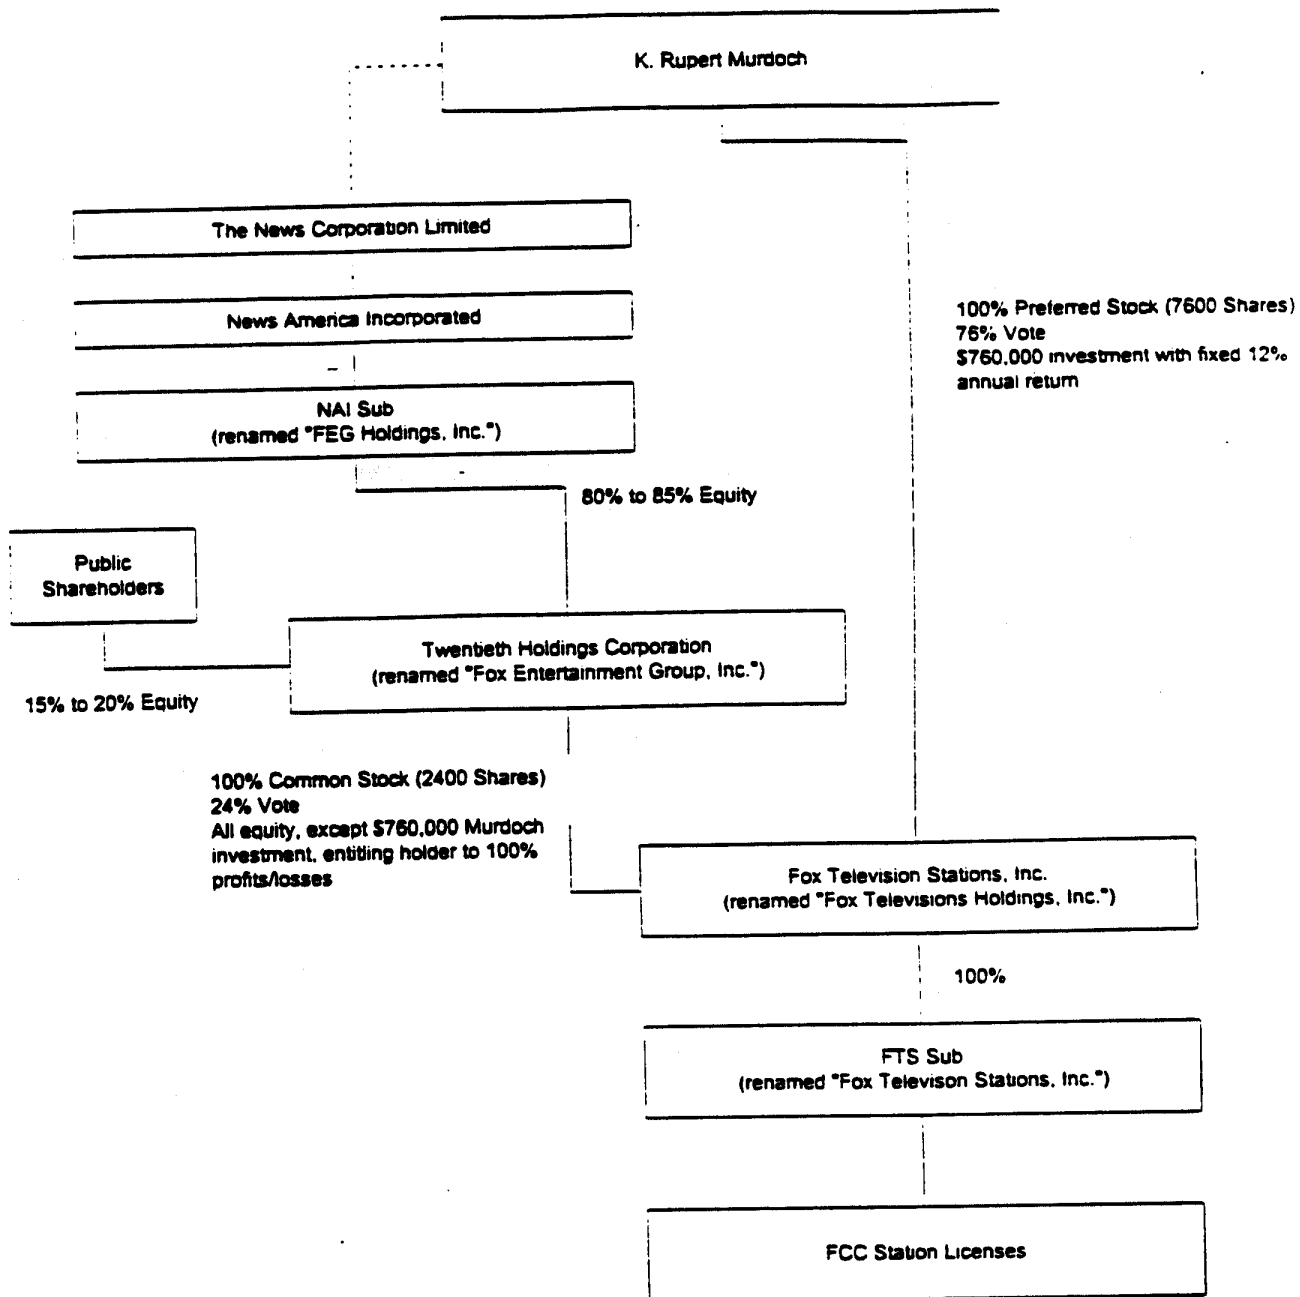 K. Rupert Murdoch
The News Corporation Limited
News America Incorporated
100% Preferred Stock (7600 Shares)
76% Vote
$760,000 investment with fixed 12%
annual return
NAI Sub
(renamed "FEG Holdings, Inc.")
80% to 85% Equity
Public
Shareholders
Twentieth Holdings Corporation
(renamed "Fox Entertainment Group, Inc.")
15% to 20% Equity
100% Common Stock (2400 Shares)
24% Vote
All equity, except $760,000 Murdoch
investment, entitling holder to 100%
profits/losses
Fox Television Stations, Inc.
(renamed "Fox Televisions Holdings, Inc.")
100%
FTS Sub
(renamed "Fox Televison Stations, Inc.")
FCC Station Licenses